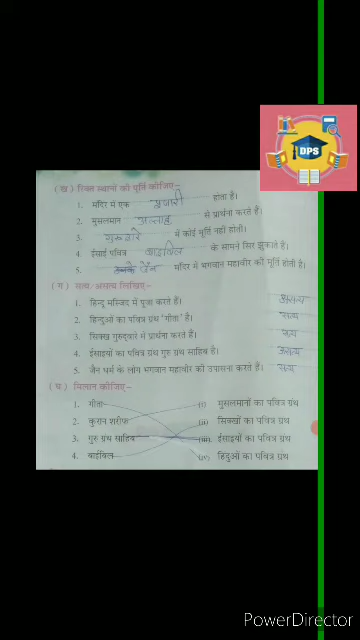 DPS
(ख) रिक्त स्थानों की पूर्ति कीजिए-
1. मंदिर में एक पुजारी होता है।
2. मुसलमान अल्लाह से प्रार्थना करते हैं।
3. गुरुद्वारे में कोई मूर्ति नहीं होती।
4. ईसाई पवित्र बाइबिल के सामने सिर झुकाते हैं।
5. जैन मंदिर में भगवान महावीर की मूर्ति होती है।
(ग) सत्य-असत्य लिखिए-
1. हिन्दू मस्जिद में पूजा करते हैं। असत्य
2. हिन्दुओं का पवित्र ग्रंथ 'गीता' है। सत्य
3. सिक्ख गुरुद्वारे में प्रार्थना करते हैं। सत्य
4. ईसाइयों का पवित्र ग्रंथ गुरु ग्रंथ साहिब है। असत्य
5. जैन धर्म के लोग भगवान महावीर की उपासना करते हैं। सत्य
(घ) मिलान कीजिए-
1. गीता (i) मुसलमानों का पवित्र ग्रंथ
2. कुरान शरीफ (ii) सिक्खों का पवित्र ग्रंथ
3. गुरु ग्रंथ साहिब (iii) ईसाइयों का पवित्र ग्रंथ
4. बाईबिल (iv) हिंदुओं का पवित्र ग्रंथ
PowerDirector